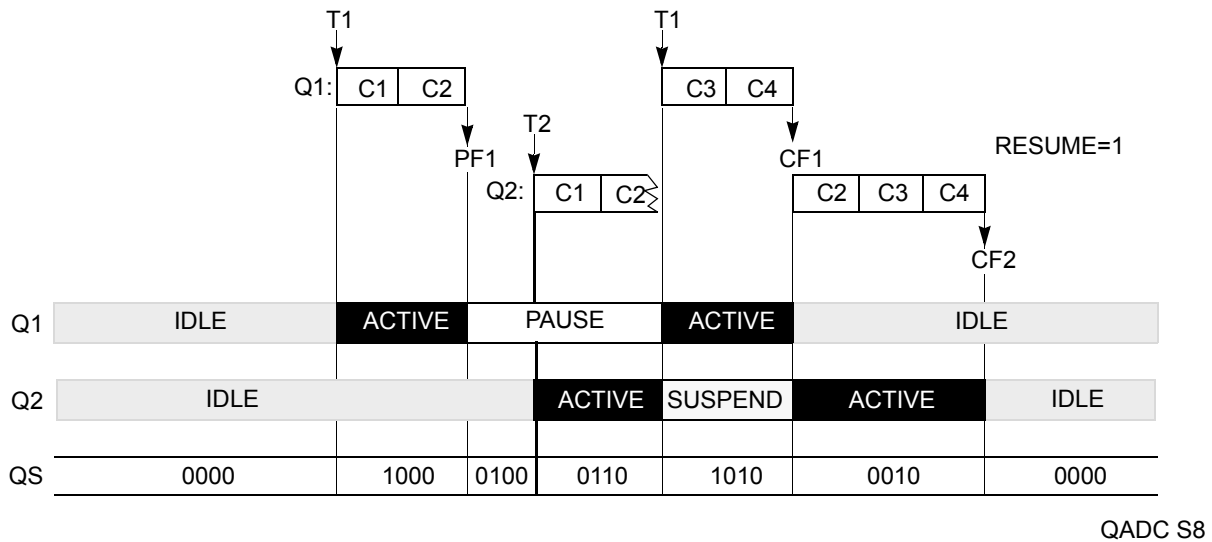 T1 T1
Q1: C1 C2 C3 C4
T2
PF1 CF1 RESUME=1
Q2: C1 C2 C2 C3 C4
CF2
Q1 IDLE ACTIVE PAUSE ACTIVE IDLE
Q2 IDLE ACTIVE SUSPEND ACTIVE IDLE
QS 0000 1000 0100 0110 1010 0010 0000
QADC S8